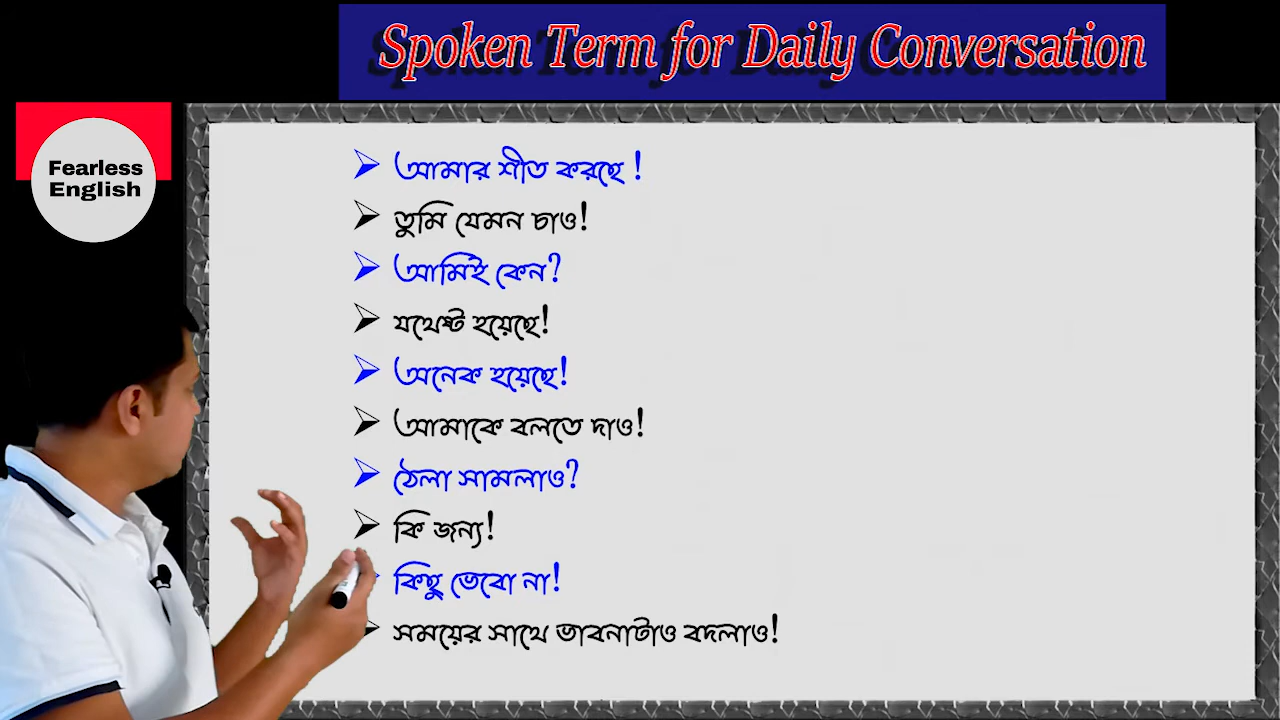 Spoken Term for Daily Conversation
Fearless
English
আমার শীত করছে !
তুমি যেমন চাও!
আমিই কেন?
যথেষ্ট হয়েছে!
অনেক হয়েছে!
আমাকে বলতে দাও!
ঠেলা সামলাও?
কি জন্য!
কিছু ভেবো না!
সময়ের সাথে ভাবনাটাও বদলাও!